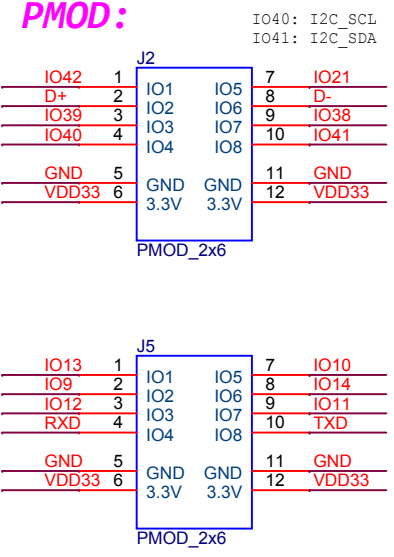 PMOD:
IO40: I2C_SCL
IO41: I2C_SDA
J2
IO42 1 IO1 IO5 7 IO21
D+ 2 IO2 IO6 8 D-
IO39 3 IO3 IO7 9 IO38
IO40 4 IO4 IO8 10 IO41
GND 5 GND GND 11 GND
VDD33 6 3.3V 3.3V 12 VDD33
PMOD_2x6
J5
IO13 1 IO1 IO5 7 IO10
IO9 2 IO2 IO6 8 IO14
IO12 3 IO3 IO7 9 IO11
RXD 4 IO4 IO8 10 TXD
GND 5 GND GND 11 GND
VDD33 6 3.3V 3.3V 12 VDD33
PMOD_2x6